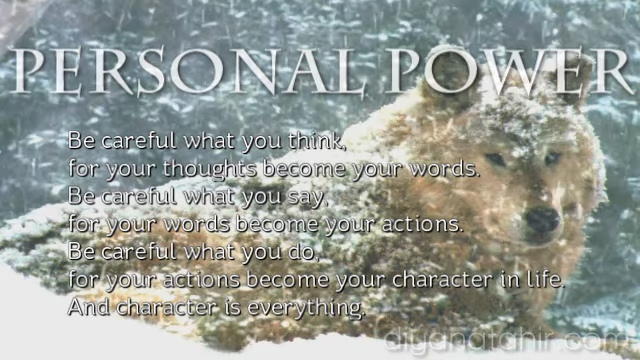 PERSONAL POWER
Be careful what you think,
for your thoughts become your words.
Be careful what you say,
for your words become your actions.
Be careful what you do,
for your actions become your character in life.
And character is everything.
diyanatahir.com